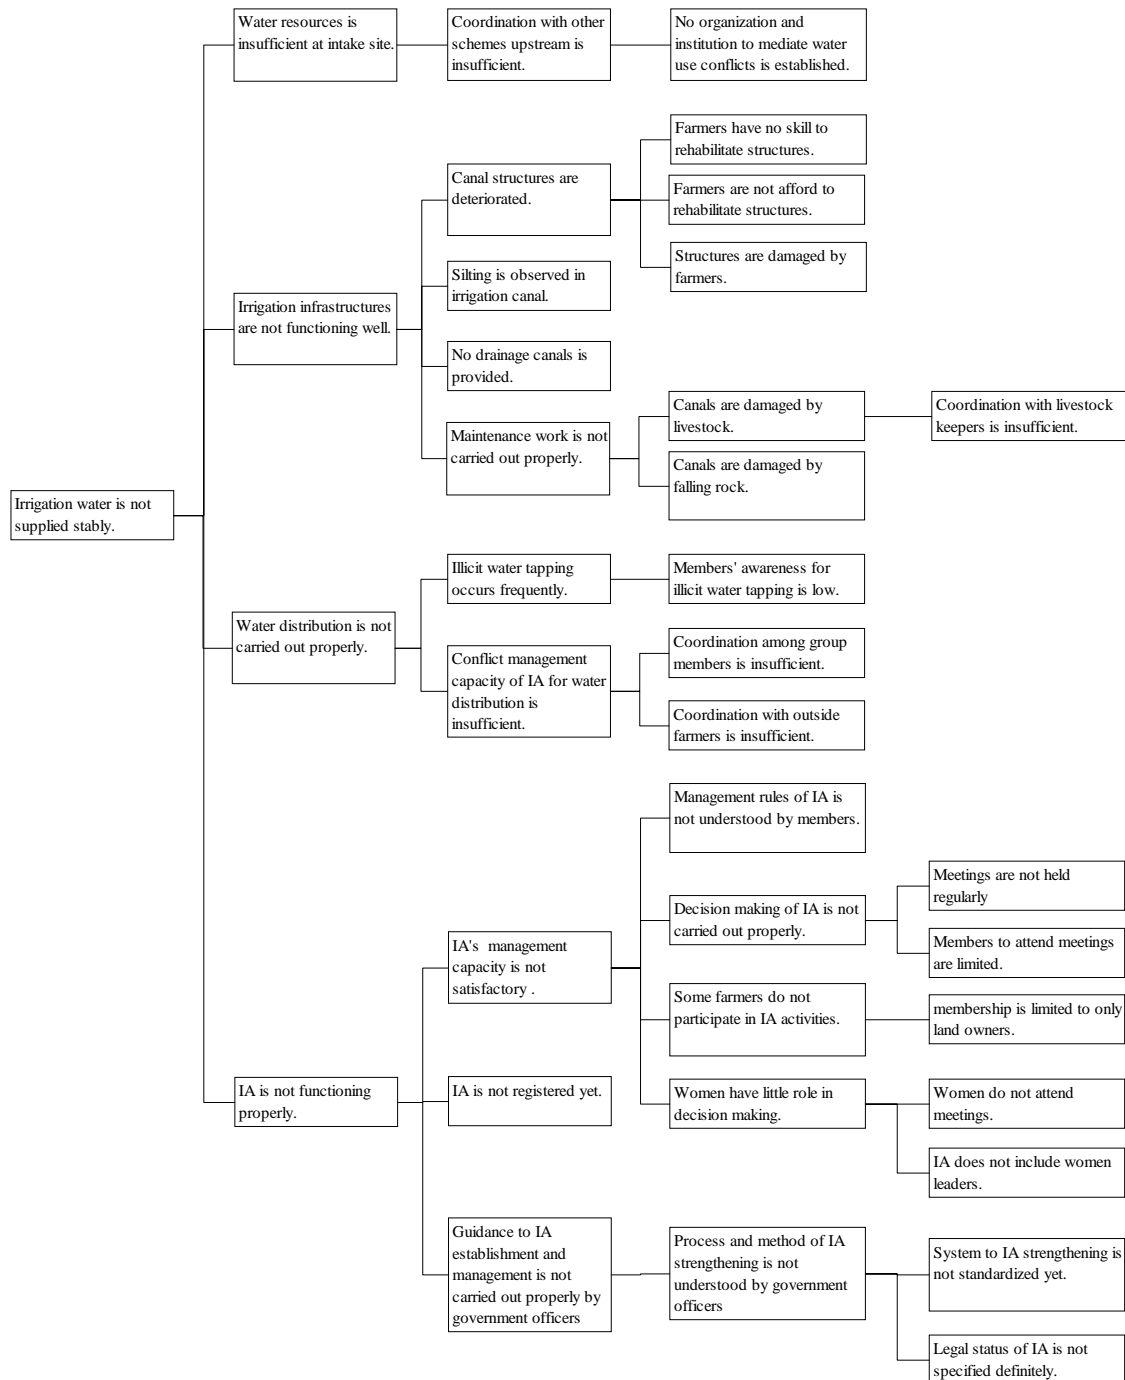 Water resources is
insufficient at intake site.
Coordination with other
schemes upstream is
insufficient.
No organization and
institution to mediate water
use conflicts is established.
Farmers have no skill to
rehabilitate structures.
Canal structures are
deteriorated.
Farmers are not afford to
rehabilitate structures.
Structures are damaged by
farmers.
Silting is observed in
irrigation canal.
Irrigation infrastructures
are not functioning well.
No drainage canals is
provided.
Canals are damaged by
livestock.
Coordination with livestock
keepers is insufficient.
Maintenance work is not
carried out properly.
Canals are damaged by
falling rock.
Irrigation water is not
supplied stably.
Illicit water tapping
occurs frequently.
Members' awareness for
illicit water tapping is low.
Water distribution is not
carried out properly.
Coordination among group
members is insufficient.
Conflict management
capacity of IA for water
distribution is
insufficient.
Coordination with outside
farmers is insufficient.
Management rules of IA is
not understood by members.
Meetings are not held
regularly
Decision making of IA is not
carried out properly.
Members to attend meetings
are limited.
IA's  management
capacity is not
satisfactory .
Some farmers do not
participate in IA activities.
membership is limited to only
land owners.
IA is not functioning
properly.
IA is not registered yet.
Women have little role in
decision making.
Women do not attend
meetings.
IA does not include women
leaders.
Guidance to IA
establishment and
management is not
carried out properly by
government officers
Process and method of IA
strengthening is not
understood by government
officers
System to IA strengthening is
not standardized yet.
Legal status of IA is not
specified definitely.